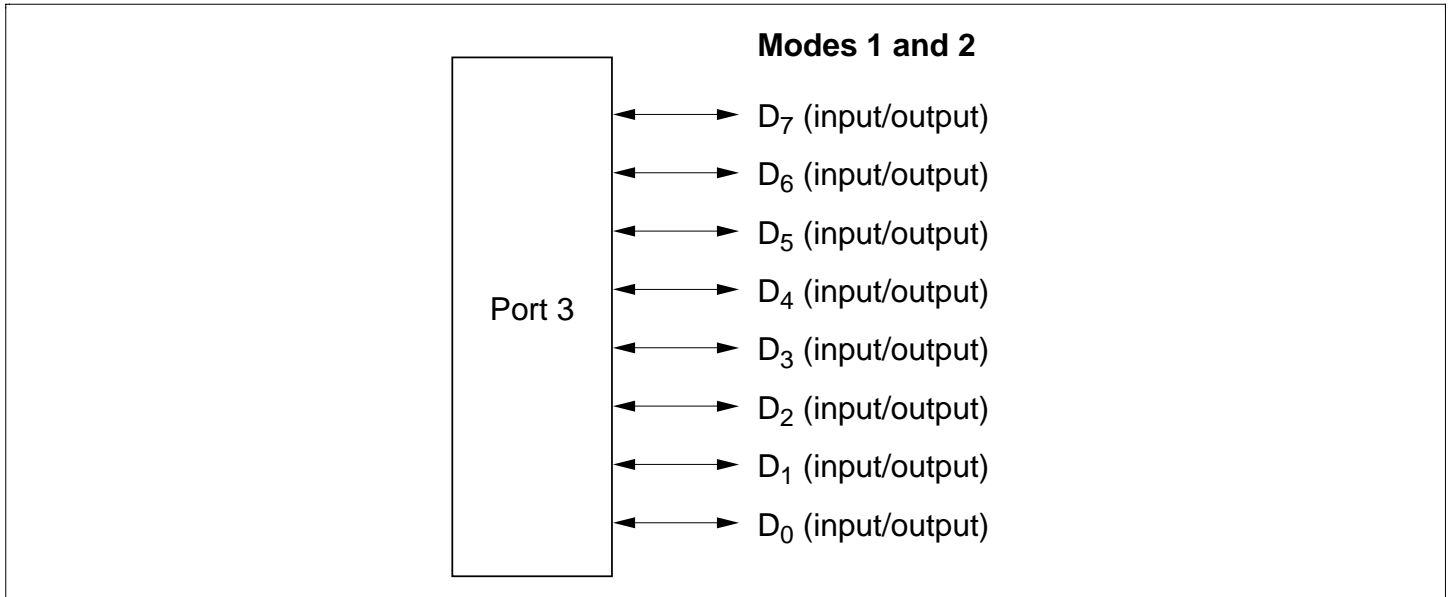 Modes 1 and 2
D7 (input/output)
D6 (input/output)
D5 (input/output)
D4 (input/output)
Port 3
D3 (input/output)
D2 (input/output)
D1 (input/output)
D0 (input/output)